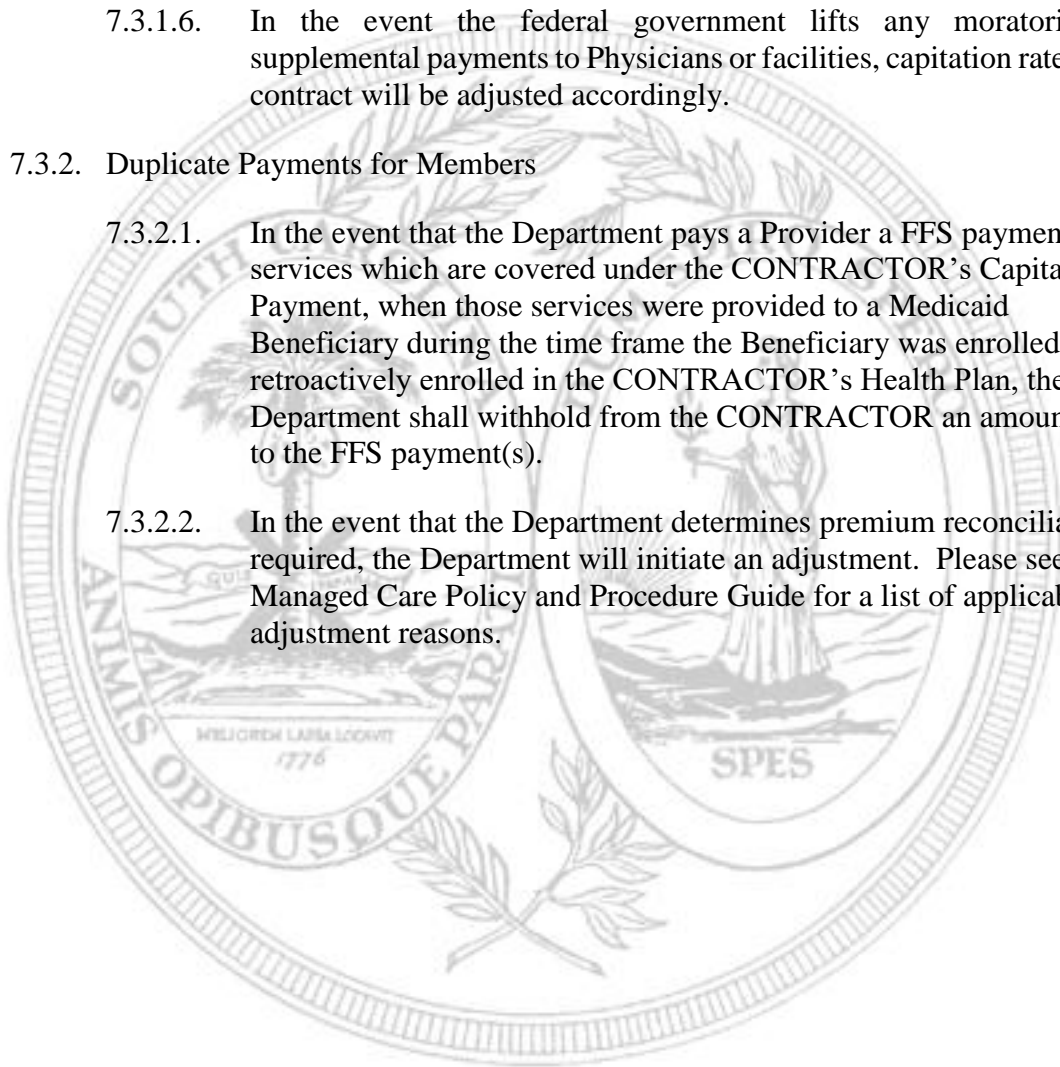 7.3.1.6. In the event the federal government lifts any moratori
supplemental payments to Physicians or facilities, capitation rate
contract will be adjusted accordingly.
7.3.2. Duplicate Payments for Members
7.3.2.1. In the event that the Department pays a Provider a FFS paymen
services which are covered under the CONTRACTOR's Capita
Payment, when those services were provided to a Medicaid
Beneficiary during the time frame the Beneficiary was enrolled
retroactively enrolled in the CONTRACTOR's Health Plan, the
Department shall withhold from the CONTRACTOR an amoun
to the FFS payment(s).
7.3.2.2. In the event that the Department determines premium reconcilia
required, the Department will initiate an adjustment. Please see
Managed Care Policy and Procedure Guide for a list of applicab
adjustment reasons.
SOUTH
ANIMIS OPIBUSQUE PARATI
1776
SPES